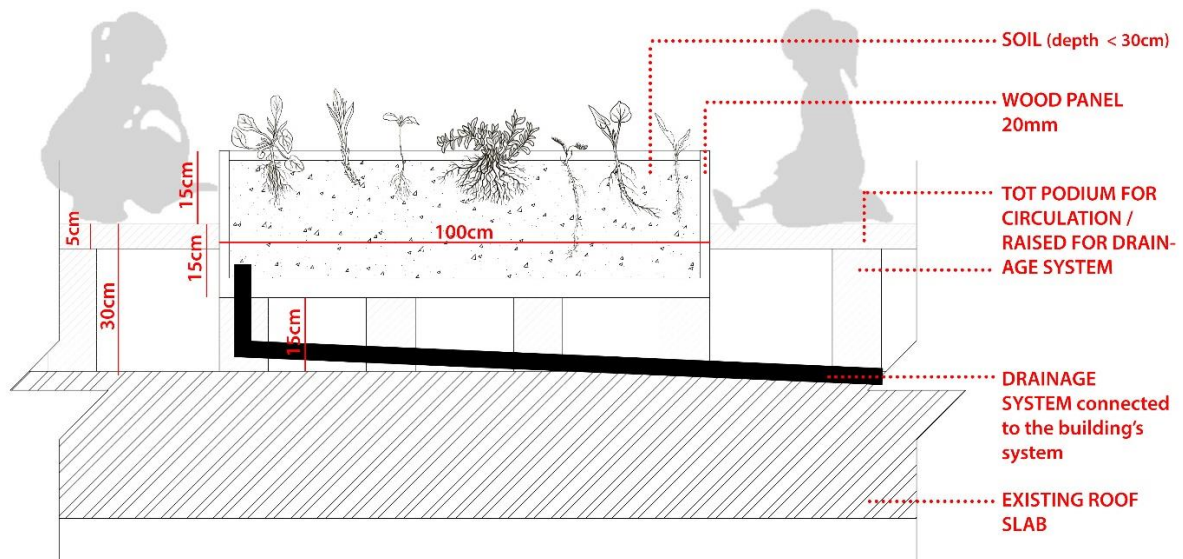 SOIL (depth < 30cm)
WOOD PANEL
20mm
TOT PODIUM FOR
CIRCULATION /
RAISED FOR DRAIN-
AGE SYSTEM
DRAINAGE
SYSTEM connected
to the building's
system
EXISTING ROOF
SLAB
15cm
5cm
15cm
100cm
30cm
15cm